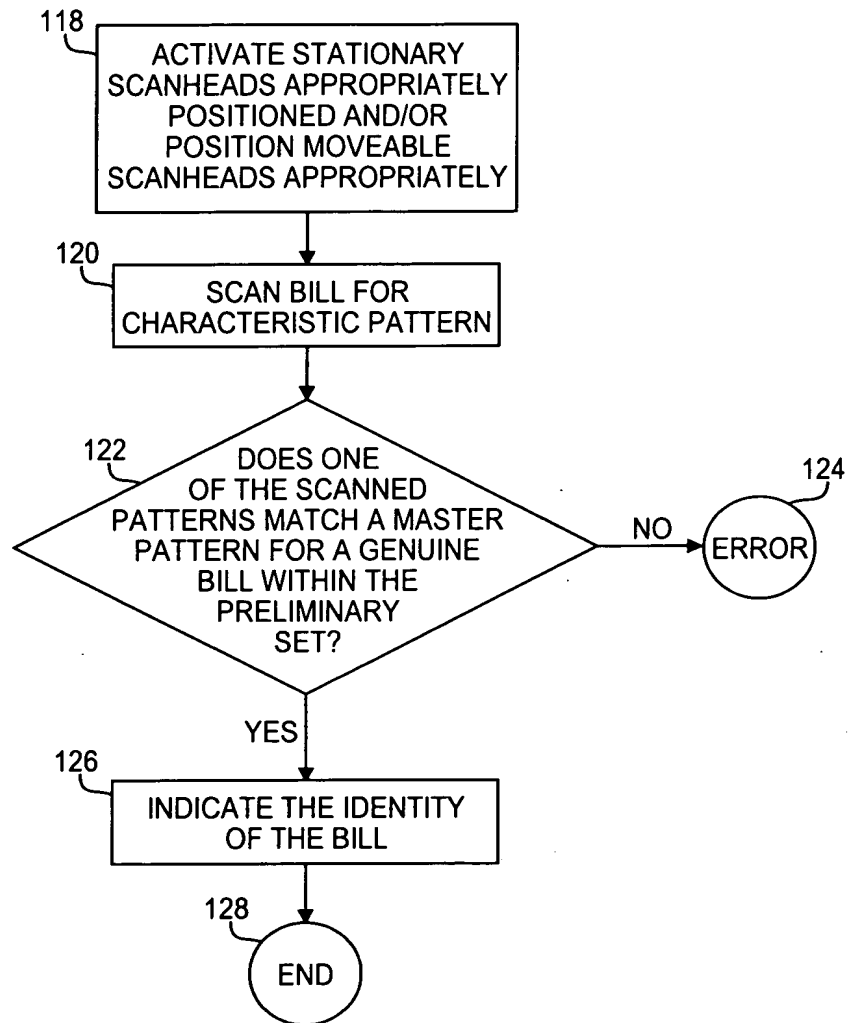 118
ACTIVATE STATIONARY
SCANHEADS APPROPRIATELY
POSITIONED AND/OR
POSITION MOVEABLE
SCANHEADS APPROPRIATELY
120
SCAN BILL FOR
CHARACTERISTIC PATTERN
122
DOES ONE
OF THE SCANNED
PATTERNS MATCH A MASTER
PATTERN FOR A GENUINE
BILL WITHIN THE
PRELIMINARY
SET?
NO
124
ERROR
YES
126
INDICATE THE IDENTITY
OF THE BILL
128
END